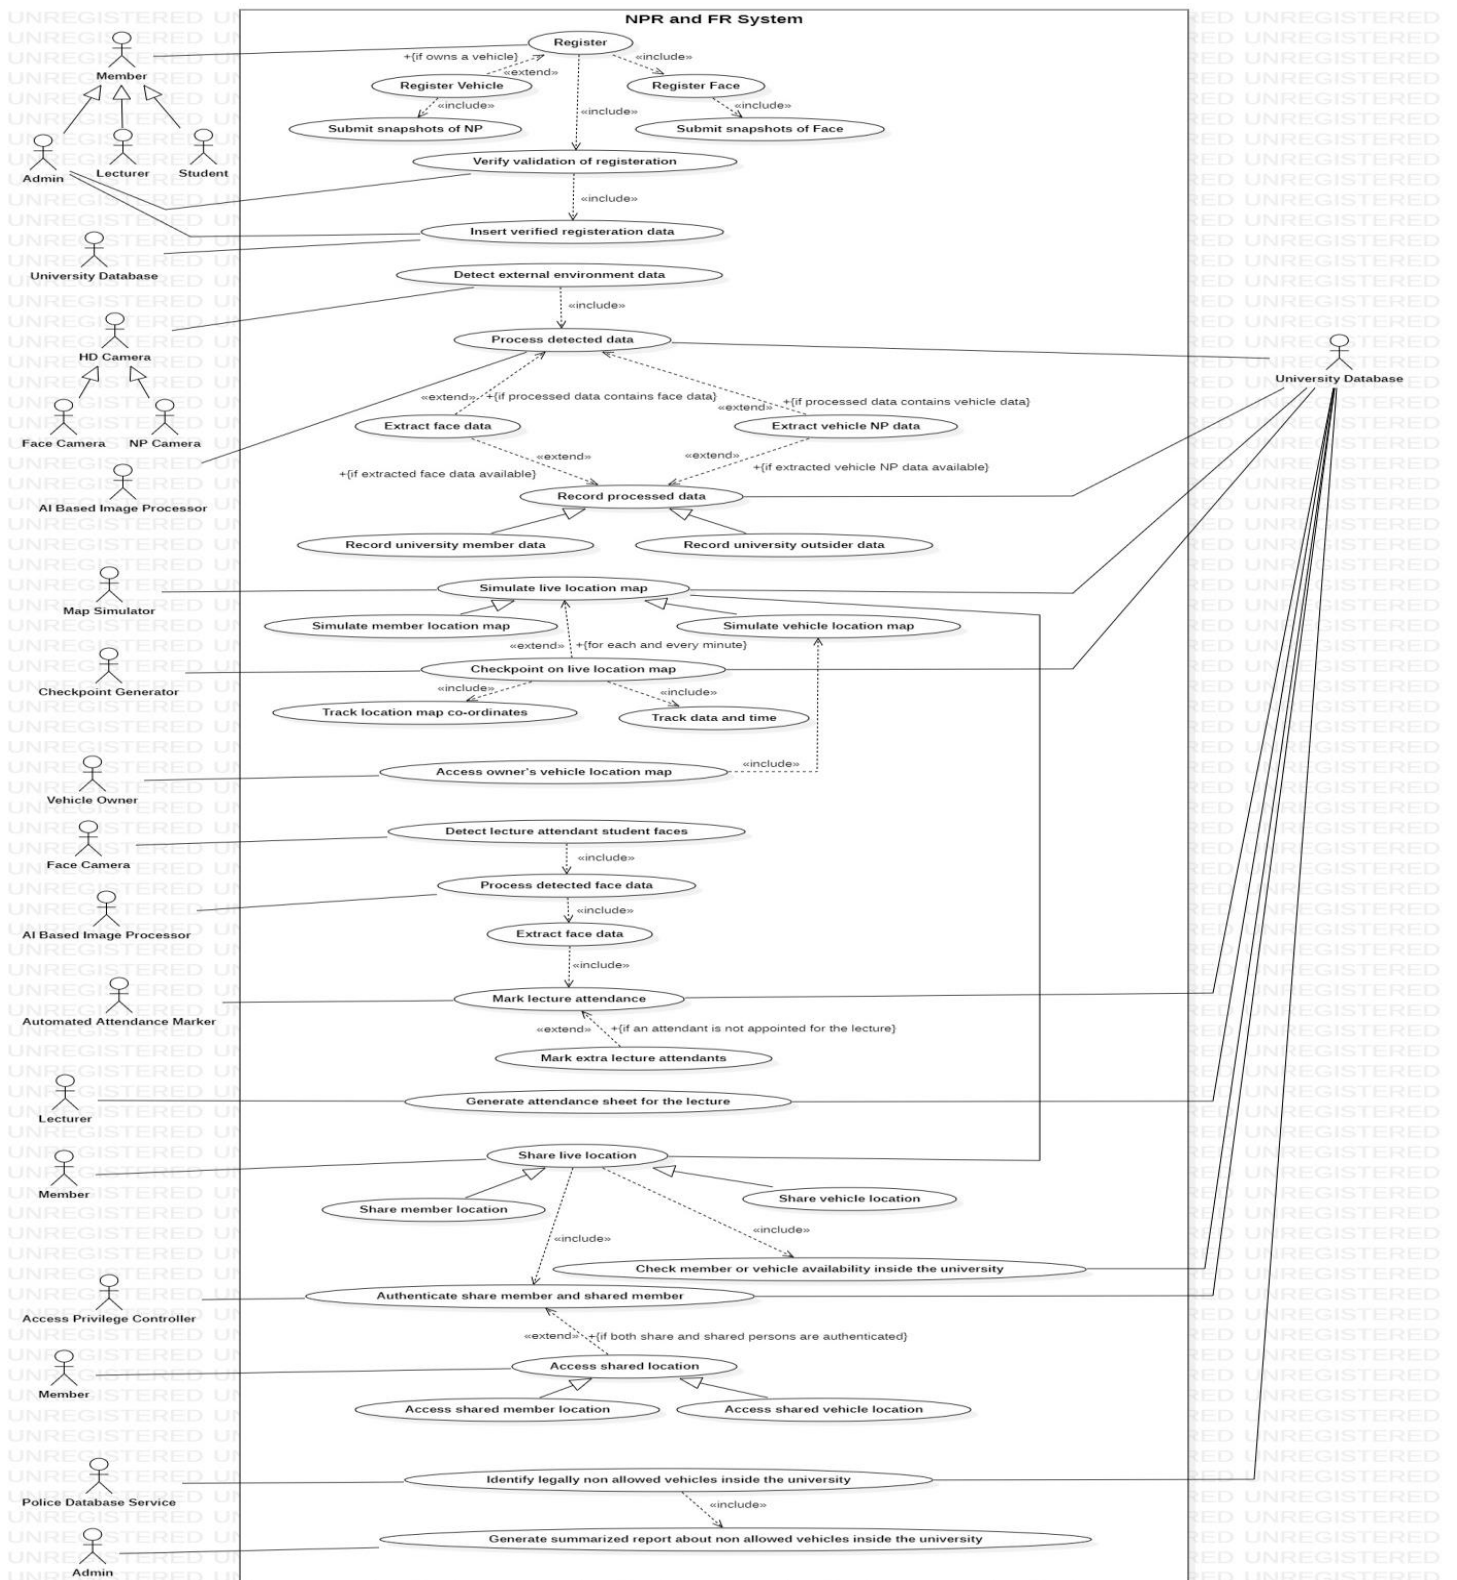 NPR and FR System
Register
+{if owns a vehicle}
«extend»
«include»
Member
Register Vehicle
Register Face
«include»
«include»
«include»
Submit snapshots of NP
Submit snapshots of Face
Admin
Lecturer
Student
Verify validation of registeration
«include»
Insert verified registeration data
University Database
Detect external environment data
«include»
HD Camera
Process detected data
University Database
«extend»
+{if processed data contains face data}
«extend»
+{if processed data contains vehicle data}
Face Camera
NP Camera
Extract face data
Extract vehicle NP data
«extend»
«extend»
+{if extracted face data available}
+{if extracted vehicle NP data available}
AI Based Image Processor
Record processed data
Record university member data
Record university outsider data
Map Simulator
Simulate live location map
Simulate member location map
Simulate vehicle location map
«extend»
+{for each and every minute}
Checkpoint Generator
Checkpoint on live location map
«include»
«include»
Track location map co-ordinates
Track data and time
Vehicle Owner
Access owner's vehicle location map
«include»
Face Camera
Detect lecture attendant student faces
«include»
Process detected face data
«include»
AI Based Image Processor
Extract face data
«include»
Automated Attendance Marker
Mark lecture attendance
«extend»
+{if an attendant is not appointed for the lecture}
Mark extra lecture attendants
Lecturer
Generate attendance sheet for the lecture
Member
Share live location
Share member location
Share vehicle location
«include»
«include»
Check member or vehicle availability inside the university
Access Privilege Controller
Authenticate share member and shared member
«extend»
+{if both share and shared persons are authenticated}
Member
Access shared location
Access shared member location
Access shared vehicle location
Police Database Service
Identify legally non allowed vehicles inside the university
«include»
Admin
Generate summarized report about non allowed vehicles inside the university
UNREGISTERED